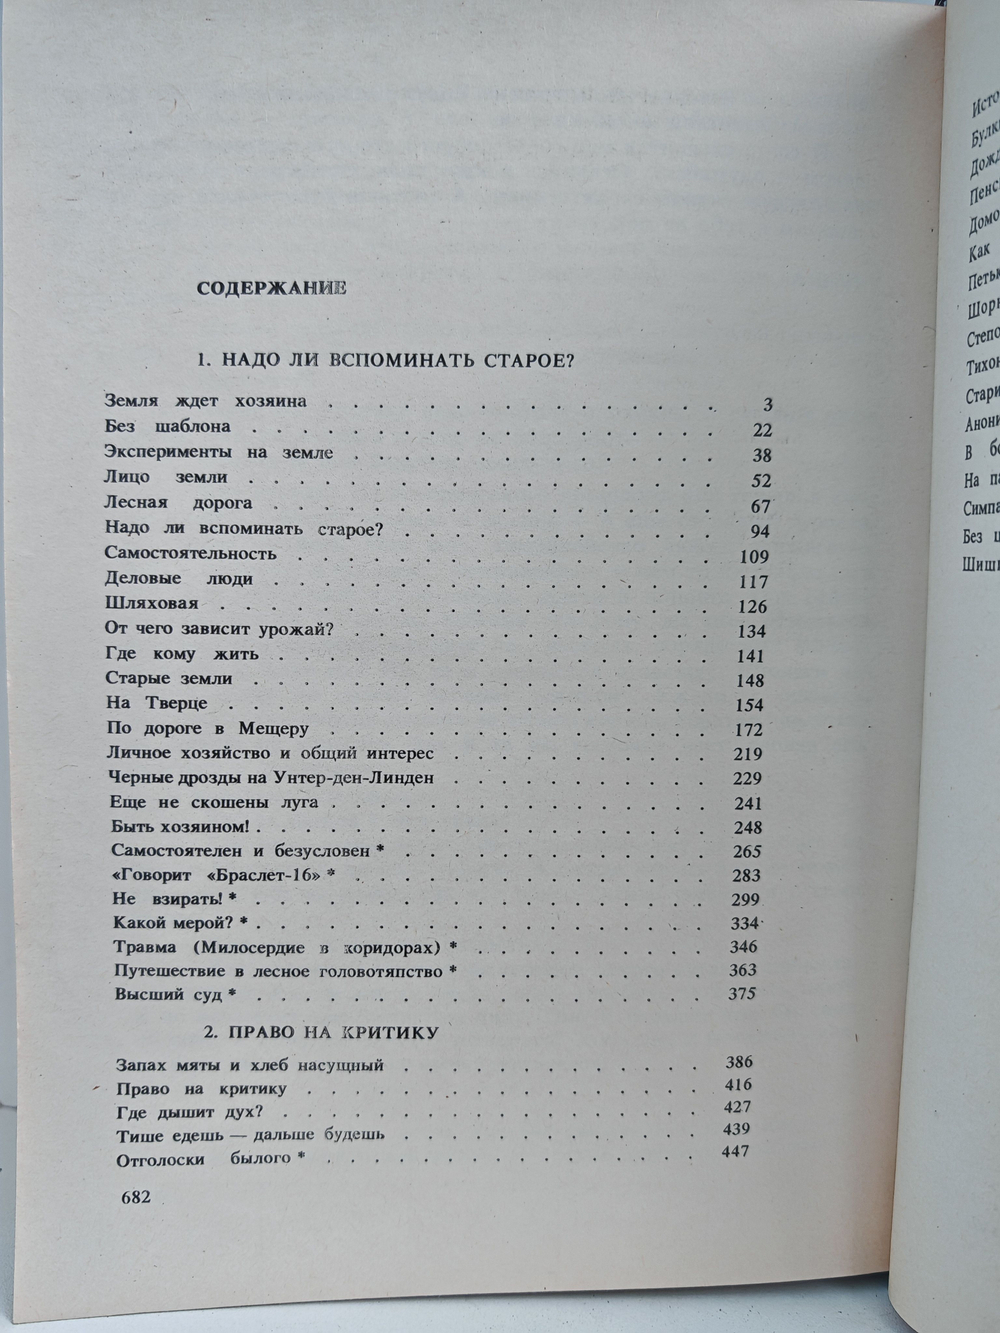 СОДЕРЖАНИЕ
1. НАДО ЛИ ВСПОМИНАТЬ СТАРОЕ?
Земля ждет хозяина . . . . . . . . . . . . . . . . 3
Без шаблона . . . . . . . . . . . . . . . . . . . 22
Эксперименты на земле . . . . . . . . . . . . . . . 38
Лицо земли . . . . . . . . . . . . . . . . . . . 52
Лесная дорога . . . . . . . . . . . . . . . . . . 67
Надо ли вспоминать старое? . . . . . . . . . . . . . 94
Самостоятельность . . . . . . . . . . . . . . . . . 109
Деловые люди . . . . . . . . . . . . . . . . . . 117
Шляховая . . . . . . . . . . . . . . . . . . . . 126
От чего зависит урожай? . . . . . . . . . . . . . . 134
Где кому жить . . . . . . . . . . . . . . . . . . 141
Старые земли . . . . . . . . . . . . . . . . . . 148
На Тверце . . . . . . . . . . . . . . . . . . . 154
По дороге в Мещеру . . . . . . . . . . . . . . . 172
Личное хозяйство и общий интерес . . . . . . . . . . 219
Черные дрозды на Унтер-ден-Линден . . . . . . . . . . 229
Еще не скошены луга . . . . . . . . . . . . . . . 241
Быть хозяином! . . . . . . . . . . . . . . . . . . 248
Самостоятелен и безусловен * . . . . . . . . . . . . 265
«Говорит «Браслет-16» * . . . . . . . . . . . . . . 283
Не взирать! * . . . . . . . . . . . . . . . . . . 299
Какой мерой? * . . . . . . . . . . . . . . . . . . 334
Травма (Милосердие в коридорах) * . . . . . . . . . . 346
Путешествие в лесное головотяпство * . . . . . . . . . 363
Высший суд * . . . . . . . . . . . . . . . . . . 375
2. ПРАВО НА КРИТИКУ
Запах мяты и хлеб насущный . . . . . . . . . . . . . 386
Право на критику . . . . . . . . . . . . . . . . . 416
Где дышит дух? . . . . . . . . . . . . . . . . . . 427
Тише едешь — дальше будешь . . . . . . . . . . . . . 439
Отголоски былого * . . . . . . . . . . . . . . . . 447
682
Как
В
На
Без